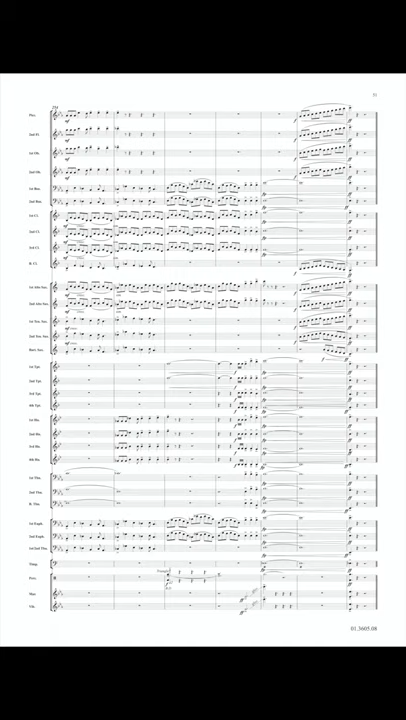 51
254
Picc.
2nd Fl.
1st Ob.
2nd Ob.
1st Bsn.
2nd Bsn.
1st Cl.
2nd Cl.
3rd Cl.
B. Cl.
1st Alto Sax.
2nd Alto Sax.
1st Ten. Sax.
2nd Ten. Sax.
Bari. Sax.
1st Tpt.
2nd Tpt.
3rd Tpt.
4th Tpt.
1st Hn.
2nd Hn.
3rd Hn.
4th Hn.
1st Tbn.
2nd Tbn.
B. Tbn.
1st Euph.
2nd Euph.
1st/2nd Tba.
Timp.
Triangle
Perc.
Mar.
Vib.
01.3605.08